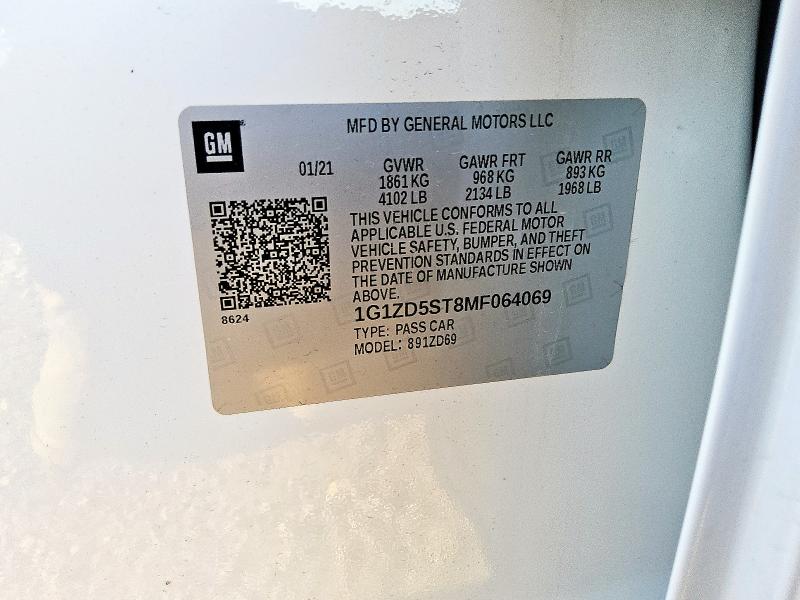 GM
MFD BY GENERAL MOTORS LLC
01/21
GVWR
1861 KG
4102 LB
GAWR FRT
968 KG
2134 LB
GAWR RR
893 KG
1968 LB
THIS VEHICLE CONFORMS TO ALL
APPLICABLE U.S. FEDERAL MOTOR
VEHICLE SAFETY, BUMPER, AND THEFT
PREVENTION STANDARDS IN EFFECT ON
THE DATE OF MANUFACTURE SHOWN
ABOVE.
8624
1G1ZD5ST8MF064069
TYPE: PASS CAR
MODEL: 891ZD69